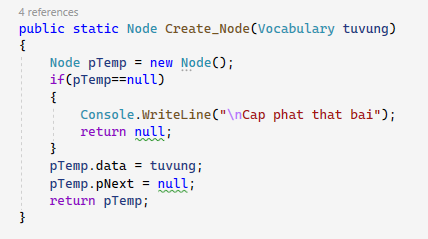 4 references
public static Node Create_Node(Vocabulary tuvung)
{
    Node pTemp = new Node();
    if(pTemp==null)
    {
        Console.WriteLine("\nCap phat that bai");
        return null;
    }
    pTemp.data = tuvung;
    pTemp.pNext = null;
    return pTemp;
}